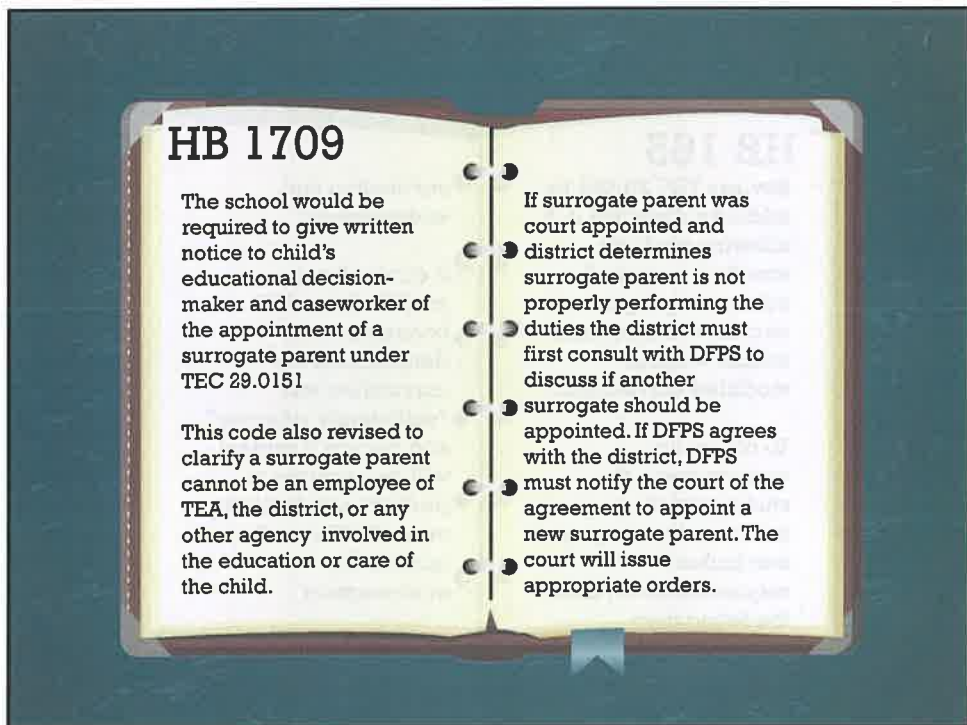 HB 1709
The school would be
required to give written
notice to child's
educational decision-
maker and caseworker of
the appointment of a
surrogate parent under
TEC 29.0151
This code also revised to
clarify a surrogate parent
cannot be an employee of
TEA, the district, or any
other agency involved in
the education or care of
the child.
If surrogate parent was
court appointed and
district determines
surrogate parent is not
properly performing the
duties the district must
first consult with DFPS to
discuss if another
surrogate should be
appointed. If DFPS agrees
with the district, DFPS
must notify the court of the
agreement to appoint a
new surrogate parent. The
court will issue
appropriate orders.